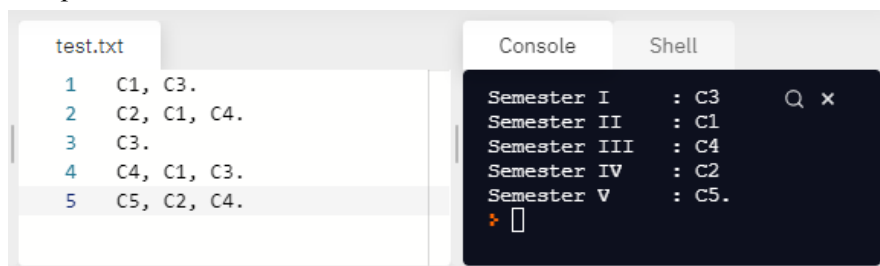 test.txt
1 C1, C3.
2 C2, C1, C4.
3 C3.
4 C4, C1, C3.
5 C5, C2, C4.
Console Shell
Semester I : C3
Semester II : C1
Semester III : C4
Semester IV : C2
Semester V : C5.